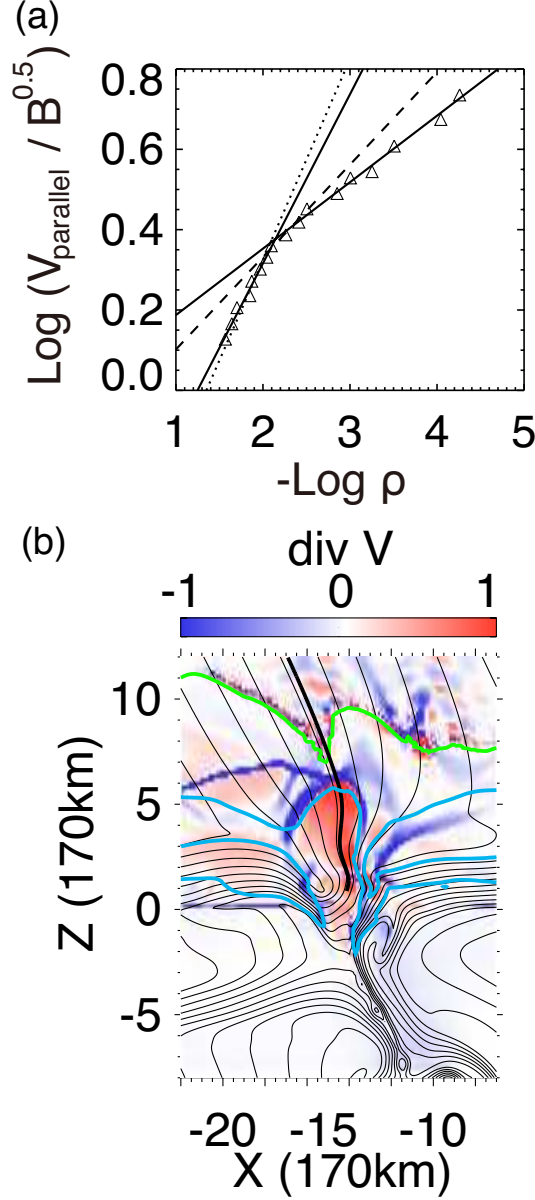 (a)
Log (V_parallel / B^0.5)
0.8
0.6
0.4
0.2
0.0
1 2 3 4 5
-Log ρ
(b)
div V
-1 0 1
Z (170km)
10
5
0
-5
-20 -15 -10
X (170km)